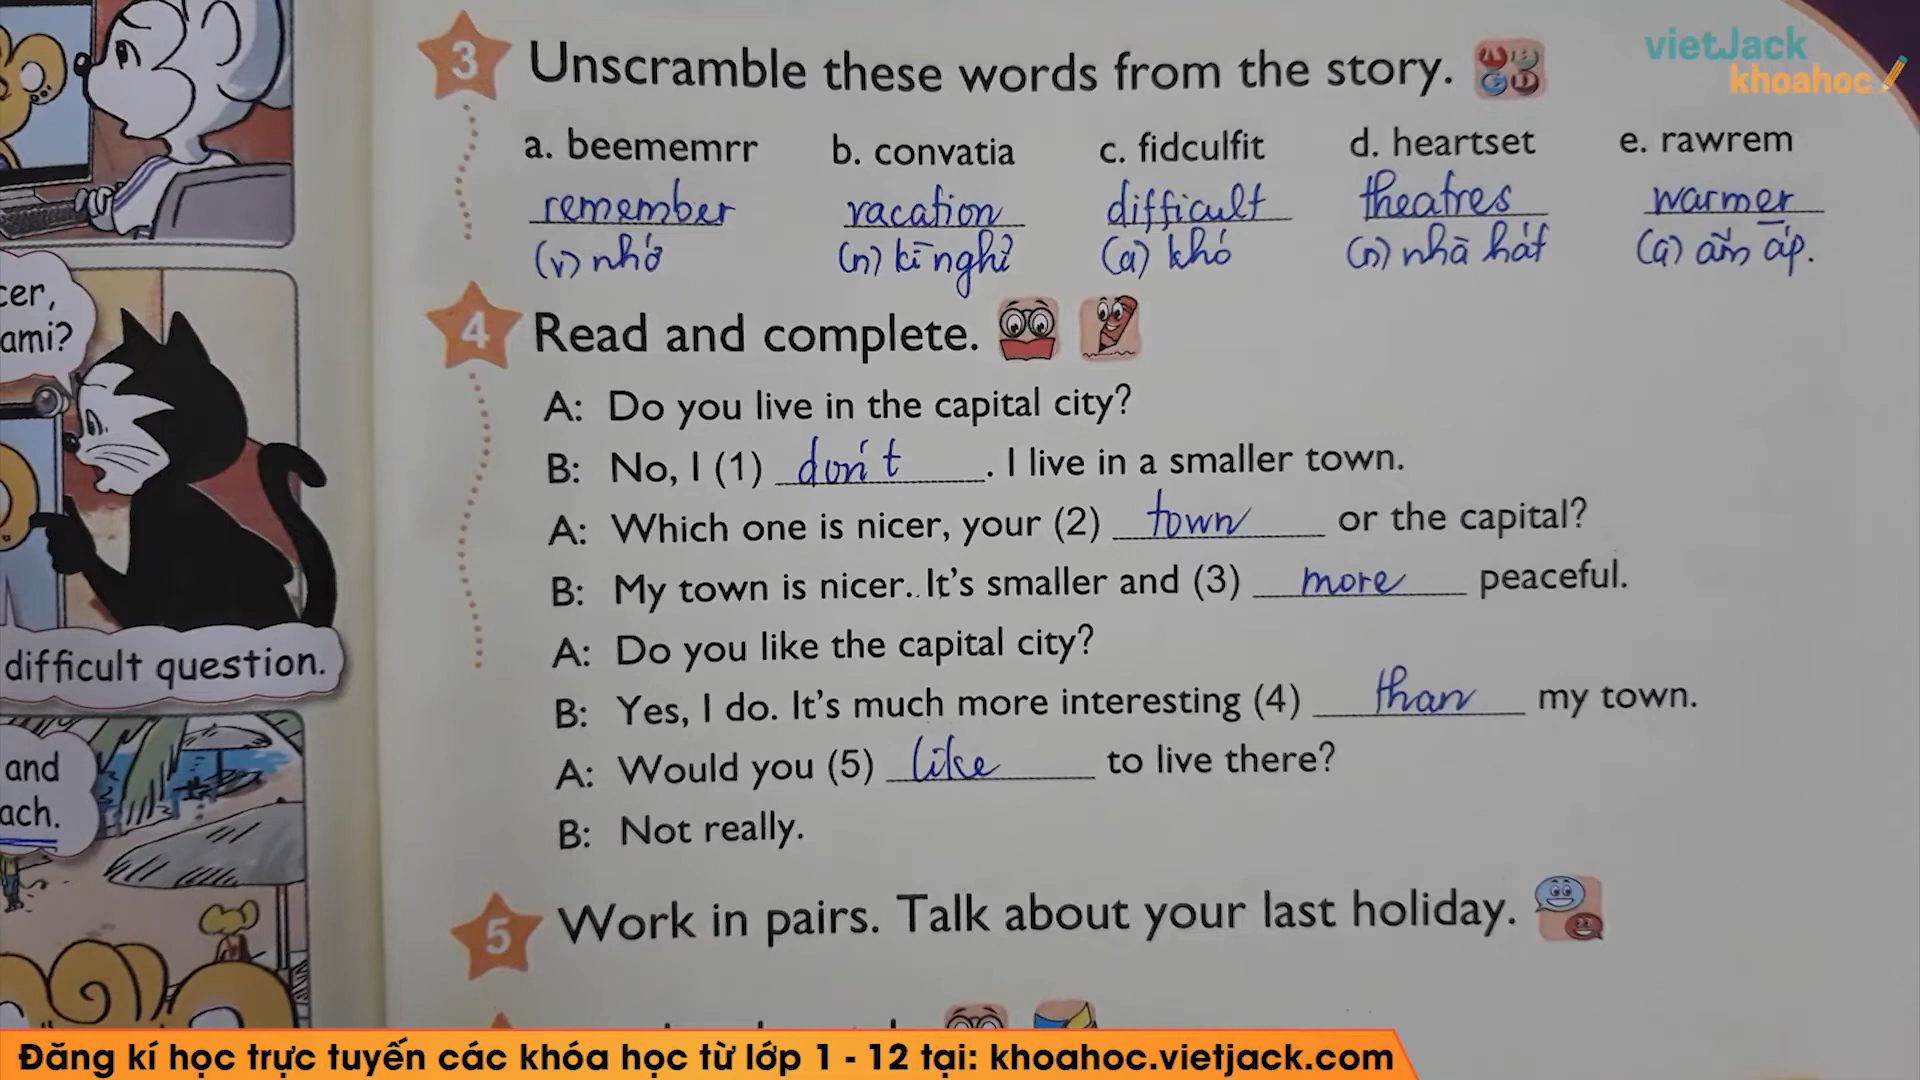 vietJack
khoahoc
3 Unscramble these words from the story.
a. beememrr b. convatia c. fidculfit d. heartset e. rawrem
remember vacation difficult theatres warmer
(v) nhớ (n) kì nghỉ (a) khó (n) nhà hát (a) ấm áp.
cer,
ami?
4 Read and complete.
A: Do you live in the capital city?
B: No, I (1) don't . I live in a smaller town.
A: Which one is nicer, your (2) town or the capital?
B: My town is nicer. It's smaller and (3) more peaceful.
difficult question.
A: Do you like the capital city?
B: Yes, I do. It's much more interesting (4) than my town.
and
ach.
A: Would you (5) like to live there?
B: Not really.
5 Work in pairs. Talk about your last holiday.
Đăng kí học trực tuyến các khóa học từ lớp 1 - 12 tại: khoahoc.vietjack.com